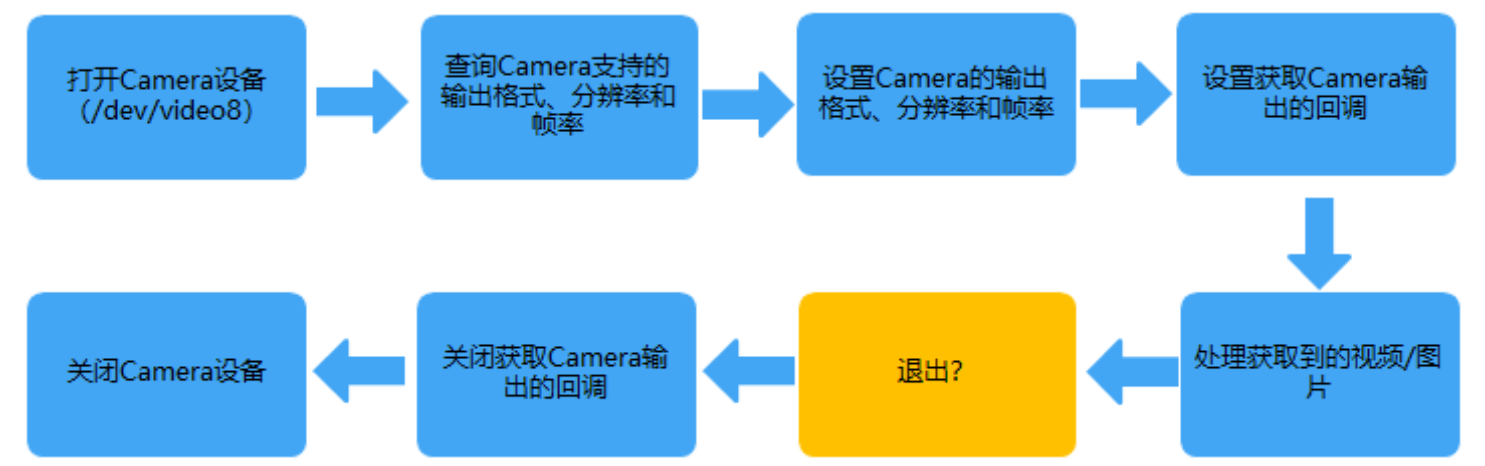 打开Camera设备
（/dev/video8）
查询Camera支持的
输出格式、分辨率和
帧率
设置Camera的输出
格式、分辨率和帧率
设置获取Camera输
出的回调
处理获取到的视频/图
片
退出？
关闭获取Camera输
出的回调
关闭Camera设备